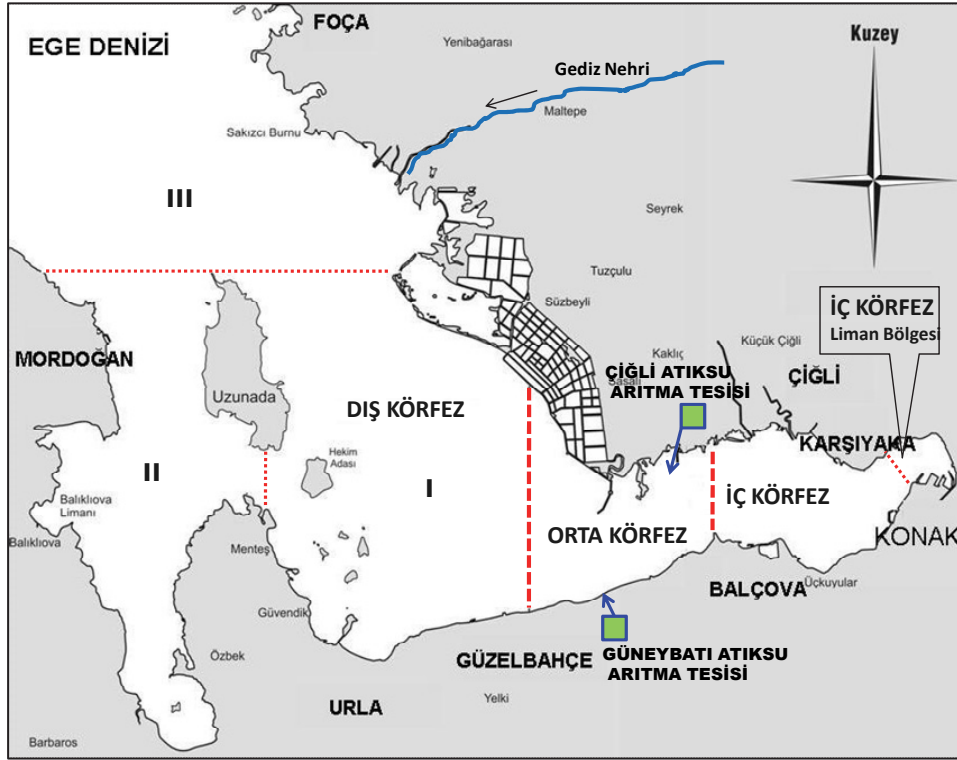 FOÇA
EGE DENİZİ
Yenibağarası
Kuzey
Gediz Nehri
Maltepe
Sakızcı Burnu
III
Seyrek
Tuzçulu
Süzbeyli
İÇ KÖRFEZ
Liman Bölgesi
MORDOĞAN
Kaklıç
Küçük Çiğli
ÇİĞLİ ATIKSU
ARITMA TESİSİ
Sasalı
ÇİĞLİ
Uzunada
DIŞ KÖRFEZ
KARŞIYAKA
Hekim
Adası
II
I
İÇ KÖRFEZ
Balıklıova
Limanı
ORTA KÖRFEZ
KONAK
Balıklıova
Menteş
BALÇOVA
Üçkuyular
Güvendik
Özbek
GÜZELBAHÇE
GÜNEYBATI ATIKSU
ARITMA TESİSİ
URLA
Yelki
Barbaros